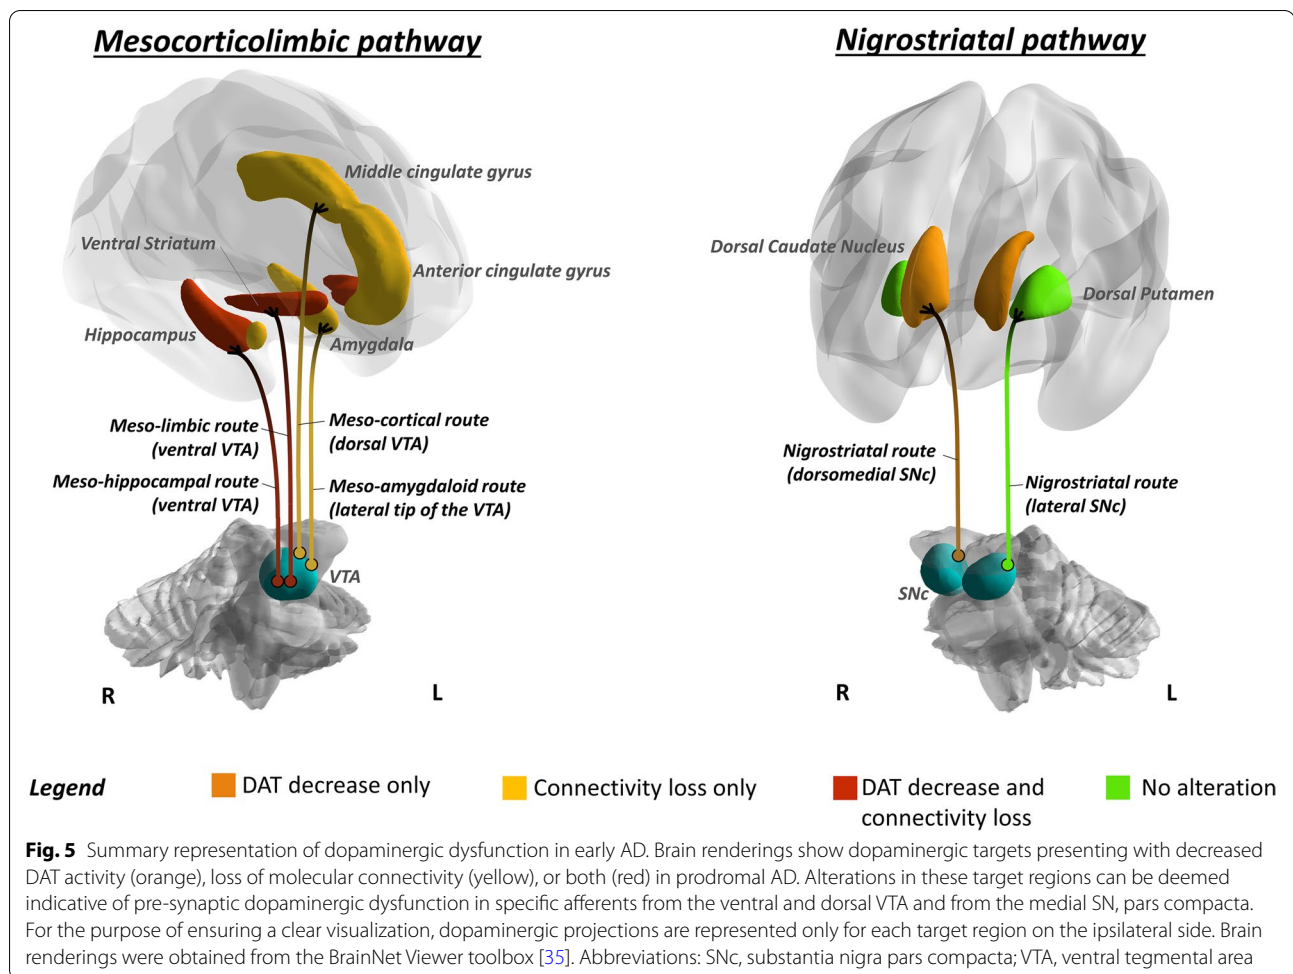 Mesocorticolimbic pathway
Nigrostriatal pathway
Middle cingulate gyrus
Ventral Striatum
Anterior cingulate gyrus
Hippocampus
Amygdala
Dorsal Caudate Nucleus
Dorsal Putamen
Meso-limbic route
(ventral VTA)
Meso-cortical route
(dorsal VTA)
Meso-hippocampal route
(ventral VTA)
Meso-amygdaloid route
(lateral tip of the VTA)
VTA
Nigrostriatal route
(dorsomedial SNc)
Nigrostriatal route
(lateral SNc)
SNc
R
L
R
L
Legend
DAT decrease only
Connectivity loss only
DAT decrease and
connectivity loss
No alteration
Fig. 5 Summary representation of dopaminergic dysfunction in early AD. Brain renderings show dopaminergic targets presenting with decreased
DAT activity (orange), loss of molecular connectivity (yellow), or both (red) in prodromal AD. Alterations in these target regions can be deemed
indicative of pre-synaptic dopaminergic dysfunction in specific afferents from the ventral and dorsal VTA and from the medial SN, pars compacta.
For the purpose of ensuring a clear visualization, dopaminergic projections are represented only for each target region on the ipsilateral side. Brain
renderings were obtained from the BrainNet Viewer toolbox [35]. Abbreviations: SNc, substantia nigra pars compacta; VTA, ventral tegmental area